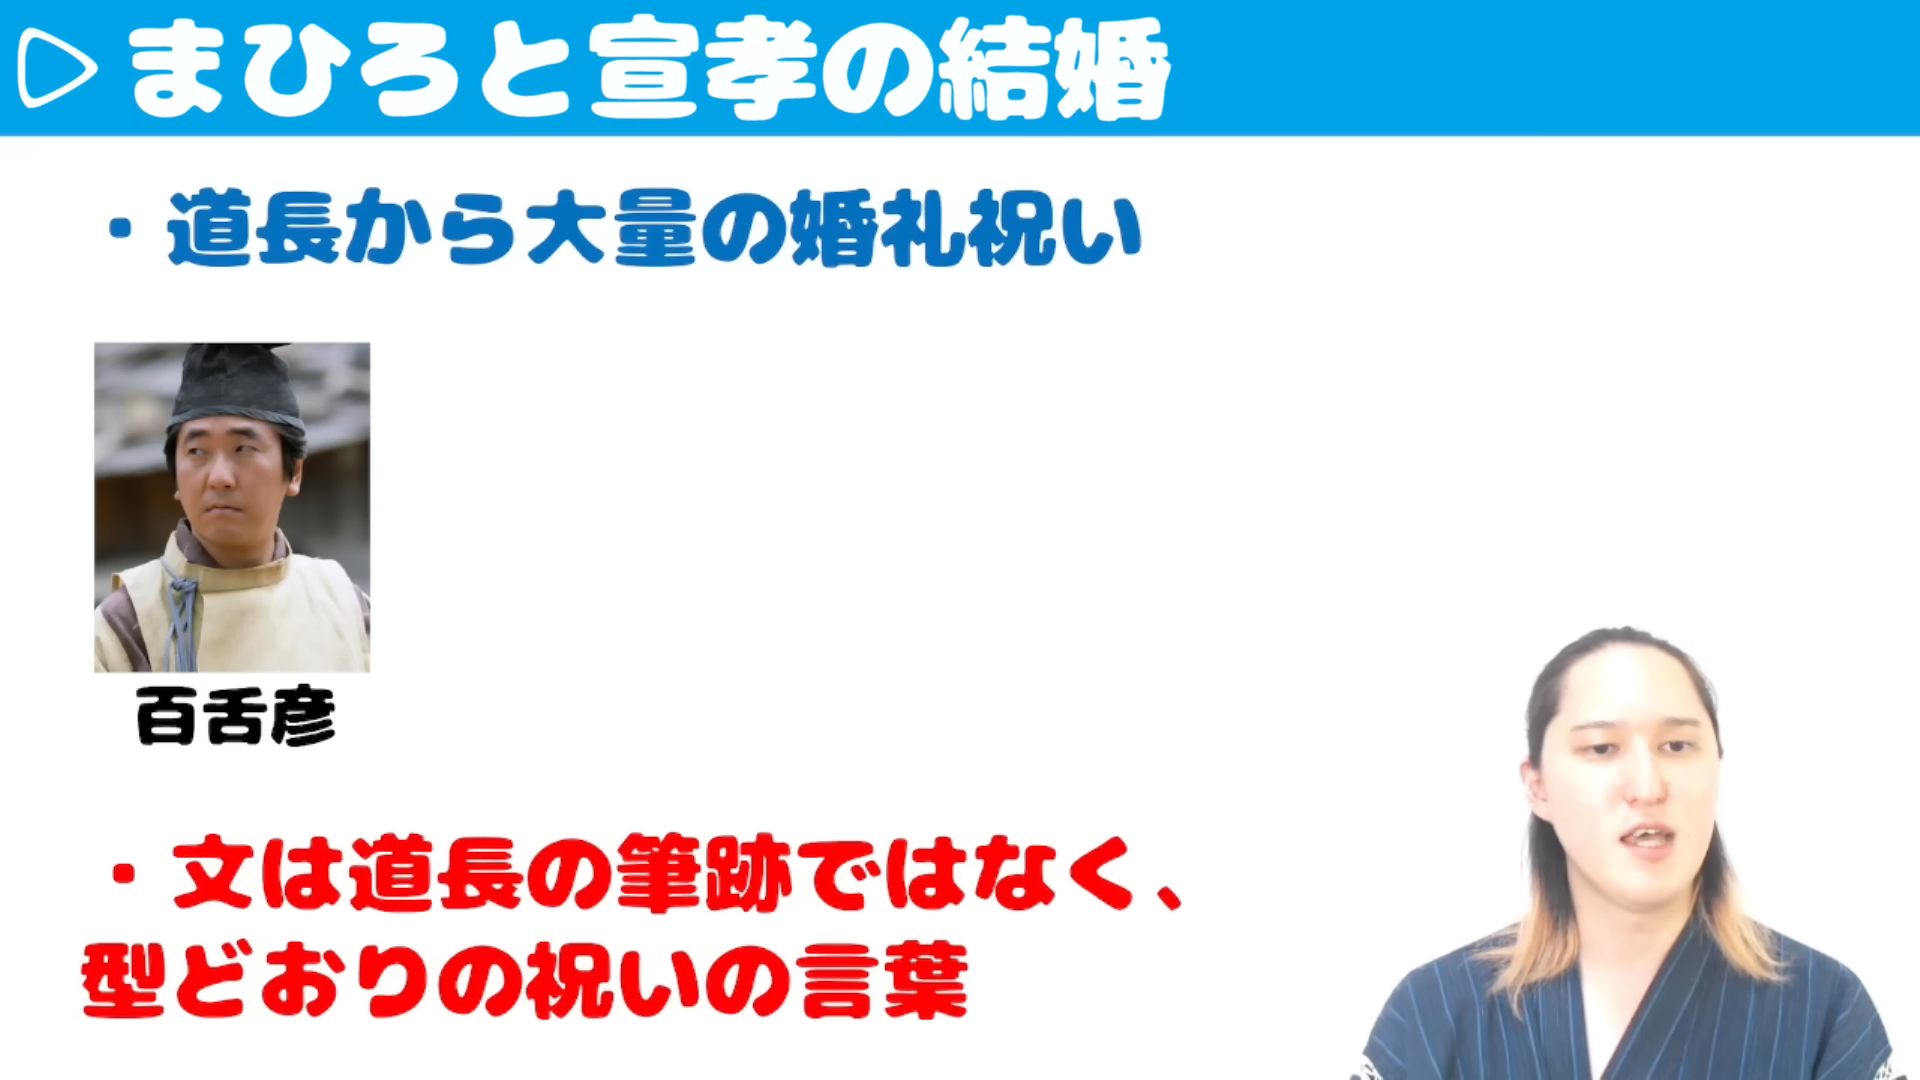 まひろと宣孝の結婚
・道長から大量の婚礼祝い
百舌彦
・文は道長の筆跡ではなく、
型どおりの祝いの言葉